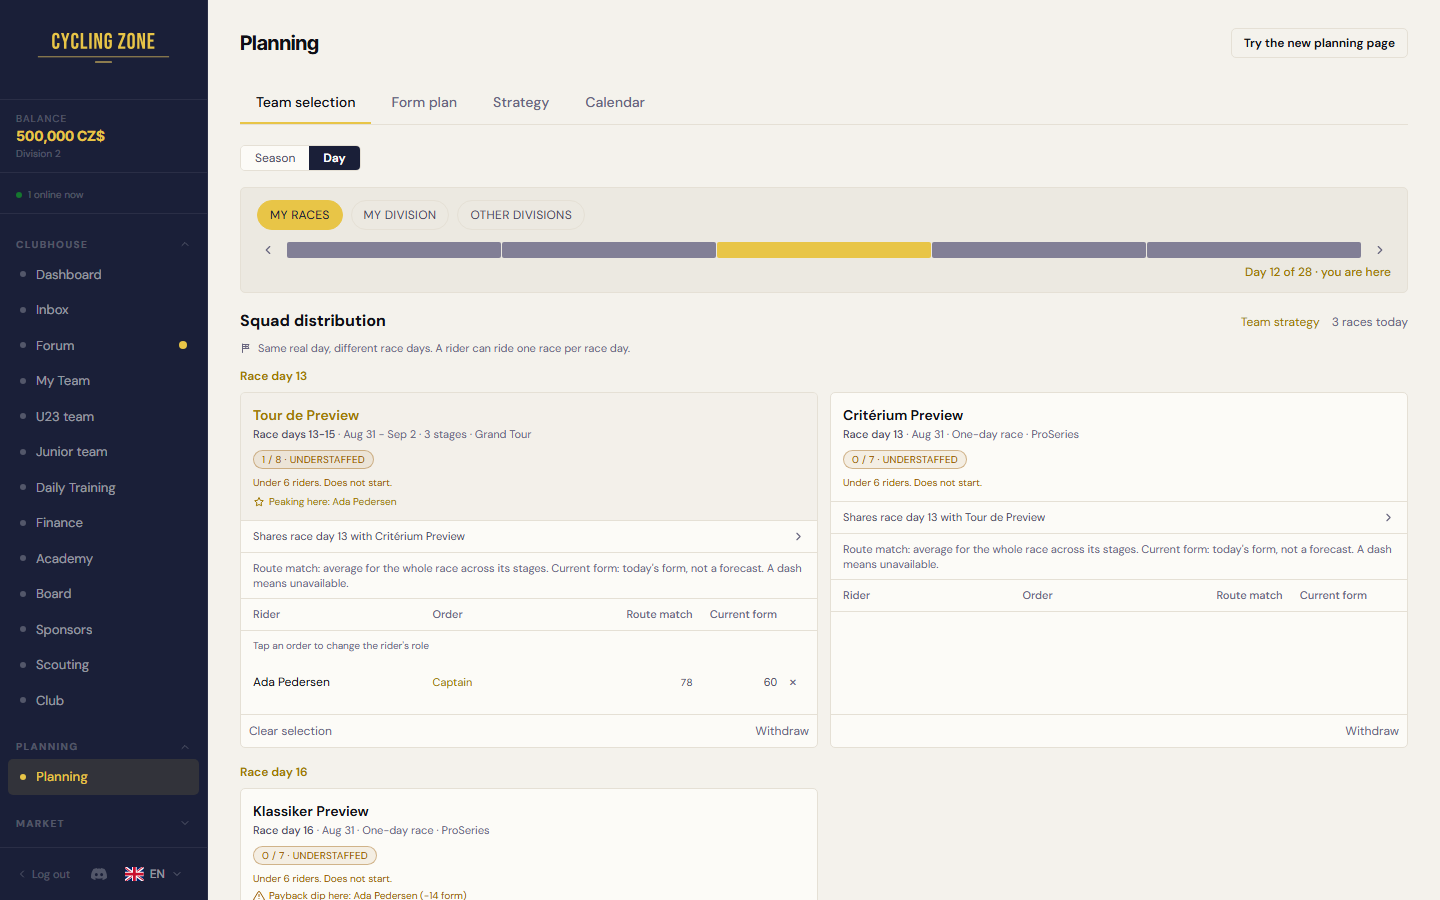 CYCLING ZONE
BALANCE
500,000 CZ$
Division 2
1 online now
CLUBHOUSE
Dashboard
Inbox
Forum
My Team
U23 team
Junior team
Daily Training
Finance
Academy
Board
Sponsors
Scouting
Club
PLANNING
Planning
MARKET
Log out
EN
Planning
Try the new planning page
Team selection
Form plan
Strategy
Calendar
Season
Day
MY RACES
MY DIVISION
OTHER DIVISIONS
Day 12 of 28 · you are here
Squad distribution
Team strategy
3 races today
Same real day, different race days. A rider can ride one race per race day.
Race day 13
Tour de Preview
Race days 13-15 · Aug 31 - Sep 2 · 3 stages · Grand Tour
1 / 8 · UNDERSTAFFED
Under 6 riders. Does not start.
Peaking here: Ada Pedersen
Shares race day 13 with Critérium Preview
Route match: average for the whole race across its stages. Current form: today's form, not a forecast. A dash
means unavailable.
Rider
Order
Route match
Current form
Tap an order to change the rider's role
Ada Pedersen
Captain
78
60
×
Clear selection
Withdraw
Critérium Preview
Race day 13 · Aug 31 · One-day race · ProSeries
0 / 7 · UNDERSTAFFED
Under 6 riders. Does not start.
Shares race day 13 with Tour de Preview
Route match: average for the whole race across its stages. Current form: today's form, not a forecast. A dash
means unavailable.
Rider
Order
Route match
Current form
Withdraw
Race day 16
Klassiker Preview
Race day 16 · Aug 31 · One-day race · ProSeries
0 / 7 · UNDERSTAFFED
Under 6 riders. Does not start.
Payback dip here: Ada Pedersen (-14 form)